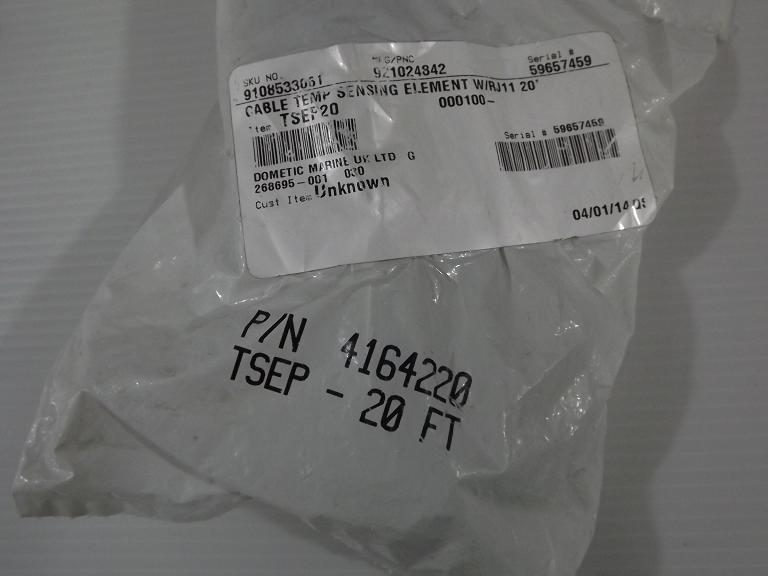 SKU NO. MFG/PNC Serial #
9108533061 921024842 59657459
CABLE TEMP SENSING ELEMENT W/RJ11 20'
Item TSEP20 000100-
Serial # 59657459
DOMETIC MARINE UK LTD G
268695-001 030
Cust Item Unknown
04/01/14
P/N 4164220
TSEP - 20 FT